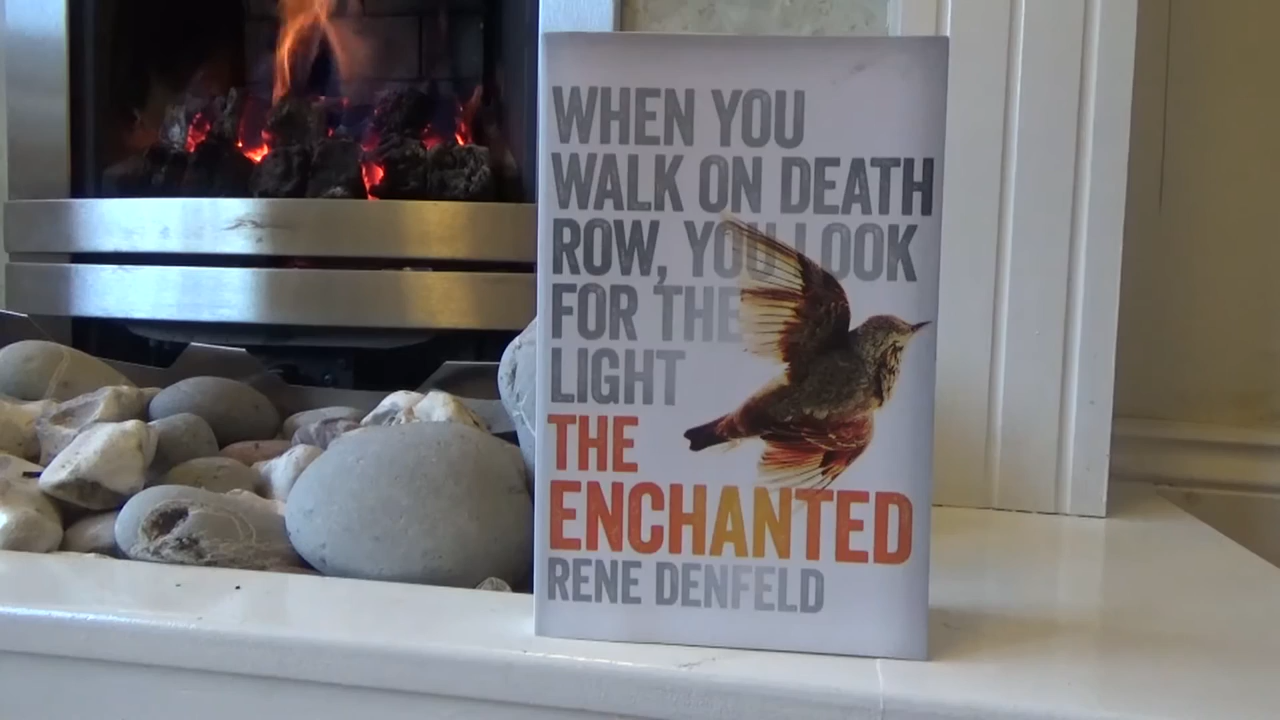 WHEN YOU
WALK ON DEATH
ROW, YOU LOOK
FOR THE
LIGHT
THE
ENCHANTED
RENE DENFELD